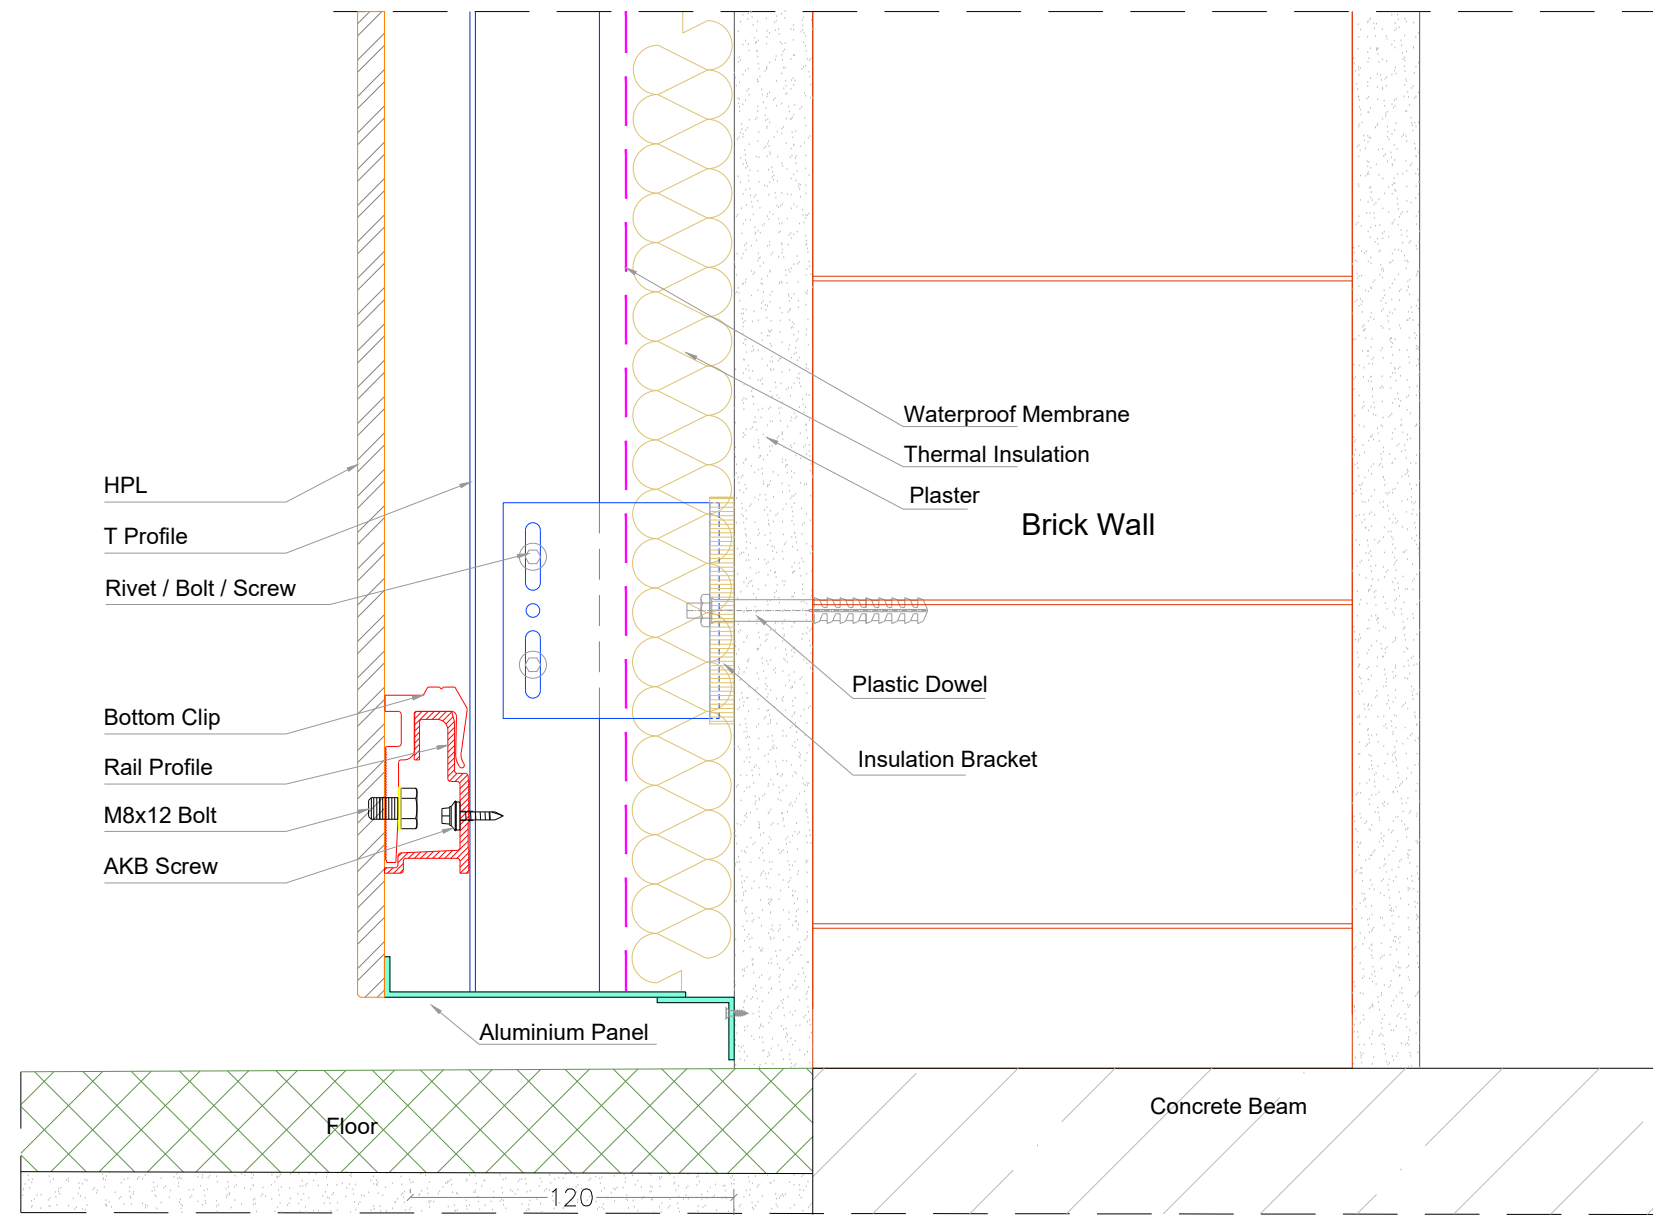 Waterproof Membrane
Thermal Insulation
Plaster
Brick Wall
HPL
T Profile
Rivet / Bolt / Screw
Plastic Dowel
Insulation Bracket
Bottom Clip
Rail Profile
M8x12 Bolt
AKB Screw
Aluminium Panel
Floor
Concrete Beam
120